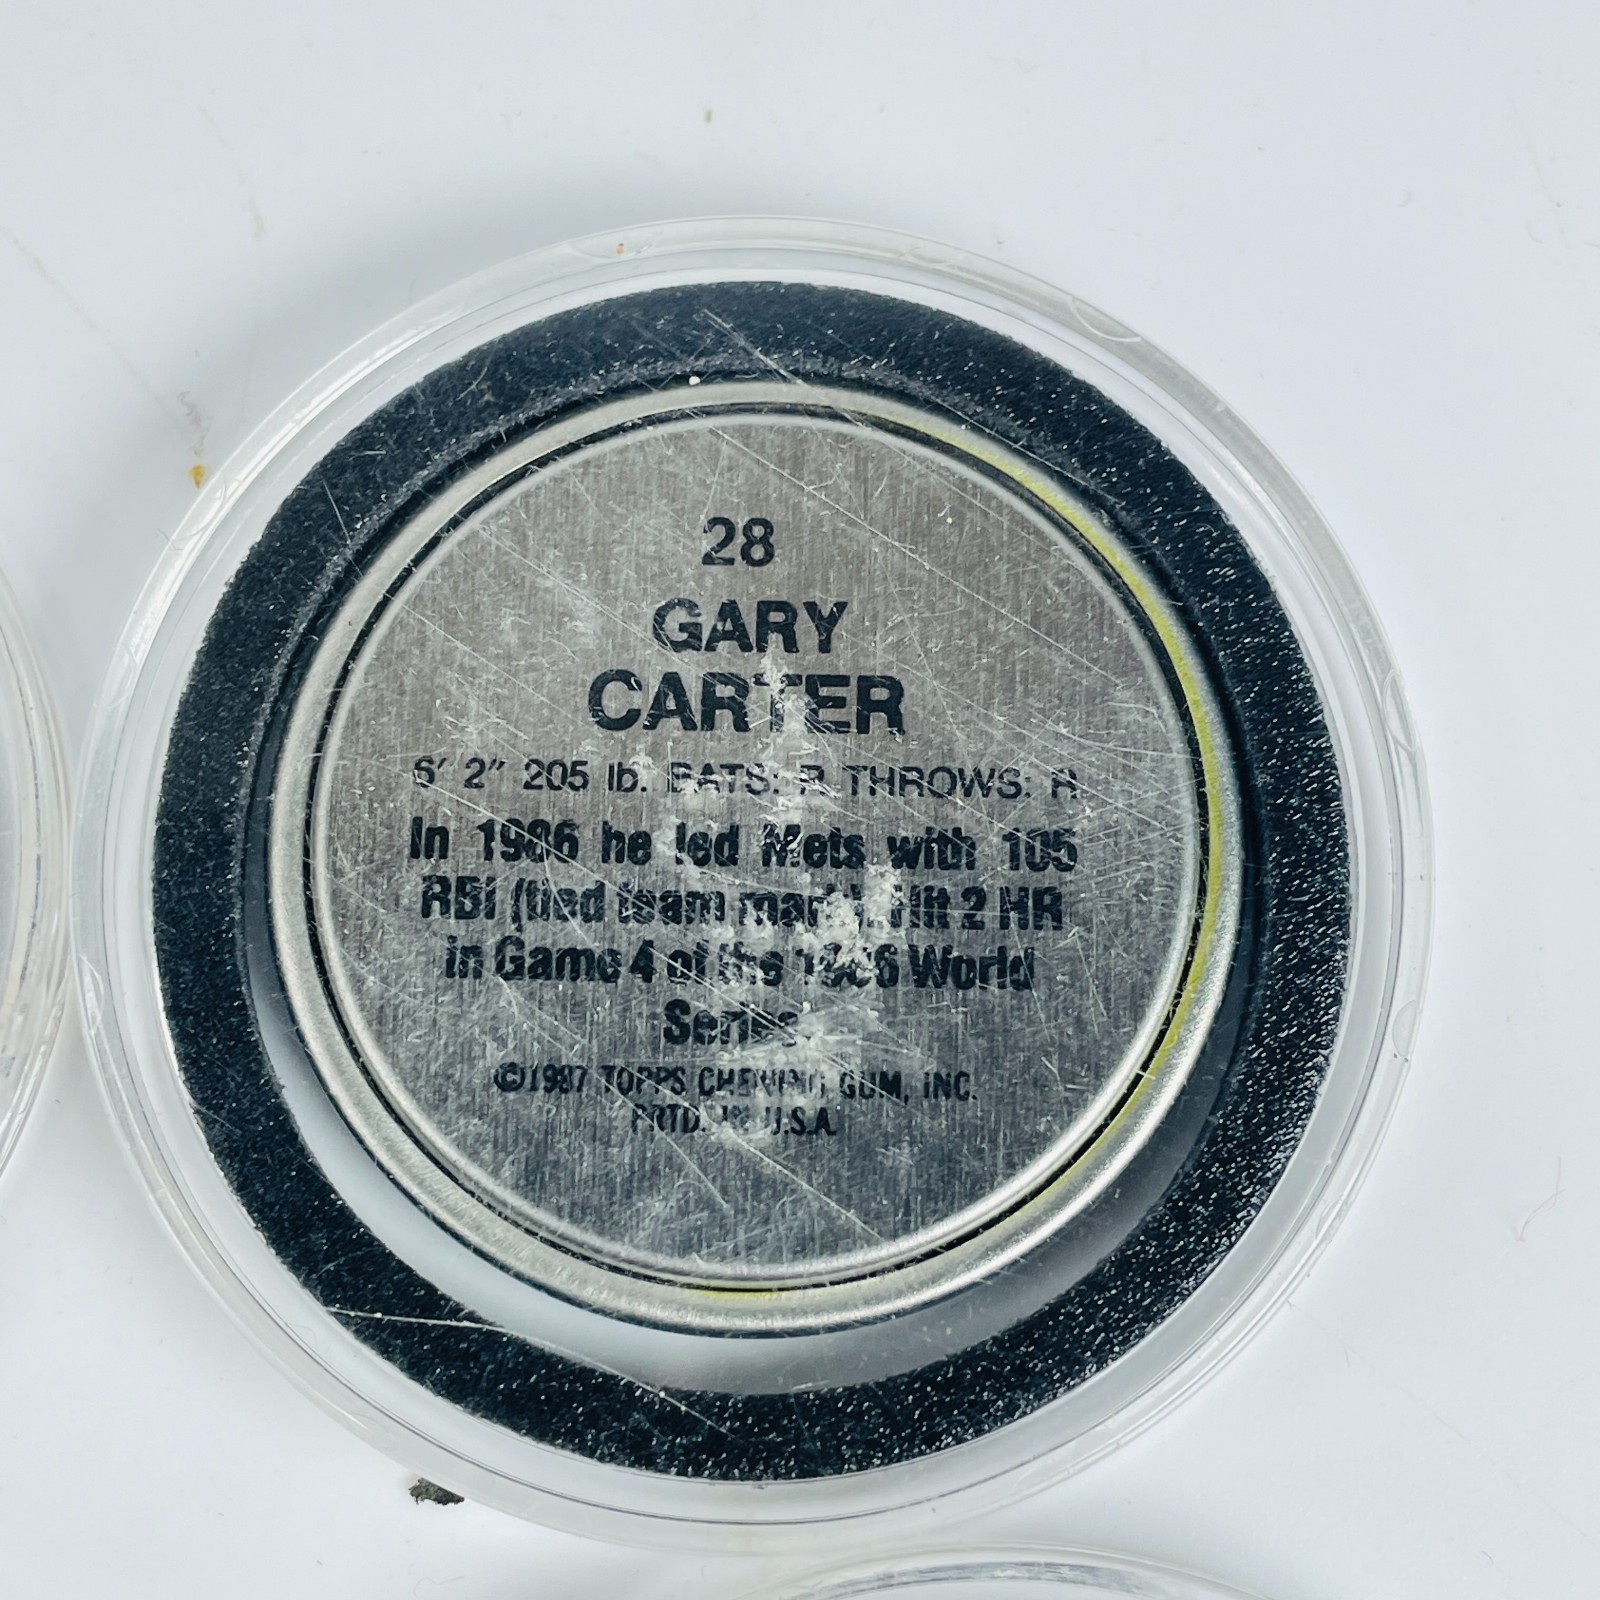 28
GARY
CARTER
6' 2" 205 lb. BATS: R THROWS: R
In 1986 he led Mets with 105
RBI (tied team mark). Hit 2 HR
in Game 4 of the 1986 World
Series.
©1987 TOPPS CHEWING GUM, INC.
PRTD. IN U.S.A.